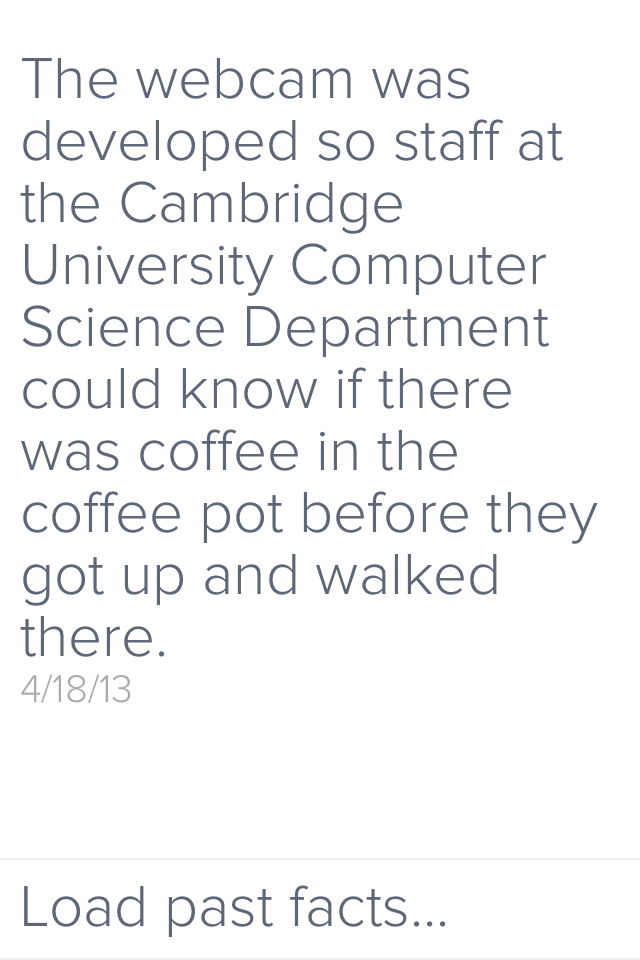 The webcam was
developed so staff at
the Cambridge
University Computer
Science Department
could know if there
was coffee in the
coffee pot before they
got up and walked
there.
4/18/13
Load past facts...